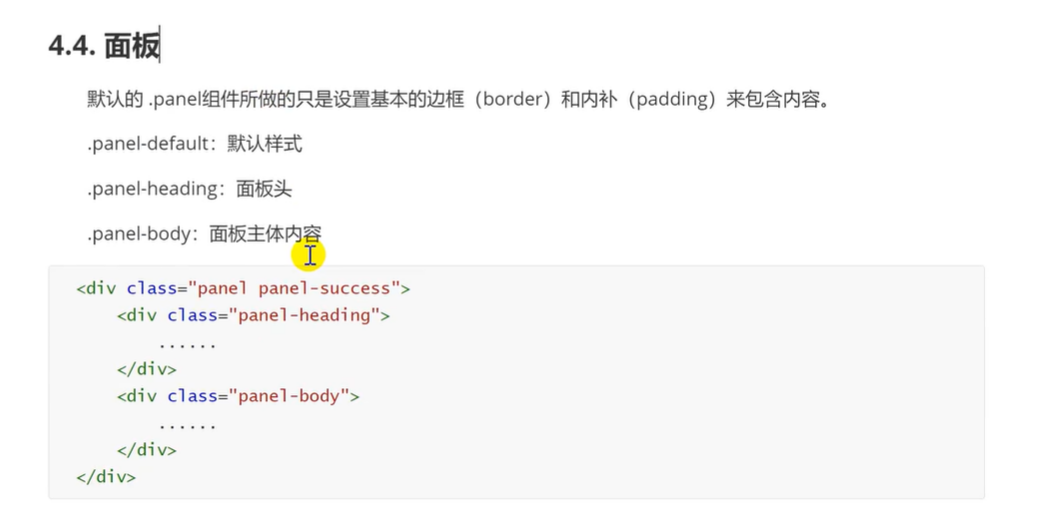 4.4. 面板
默认的 .panel组件所做的只是设置基本的边框（border）和内补（padding）来包含内容。
.panel-default：默认样式
.panel-heading：面板头
.panel-body：面板主体内容
<div class="panel panel-success">
<div class="panel-heading">
......
</div>
<div class="panel-body">
......
</div>
</div>